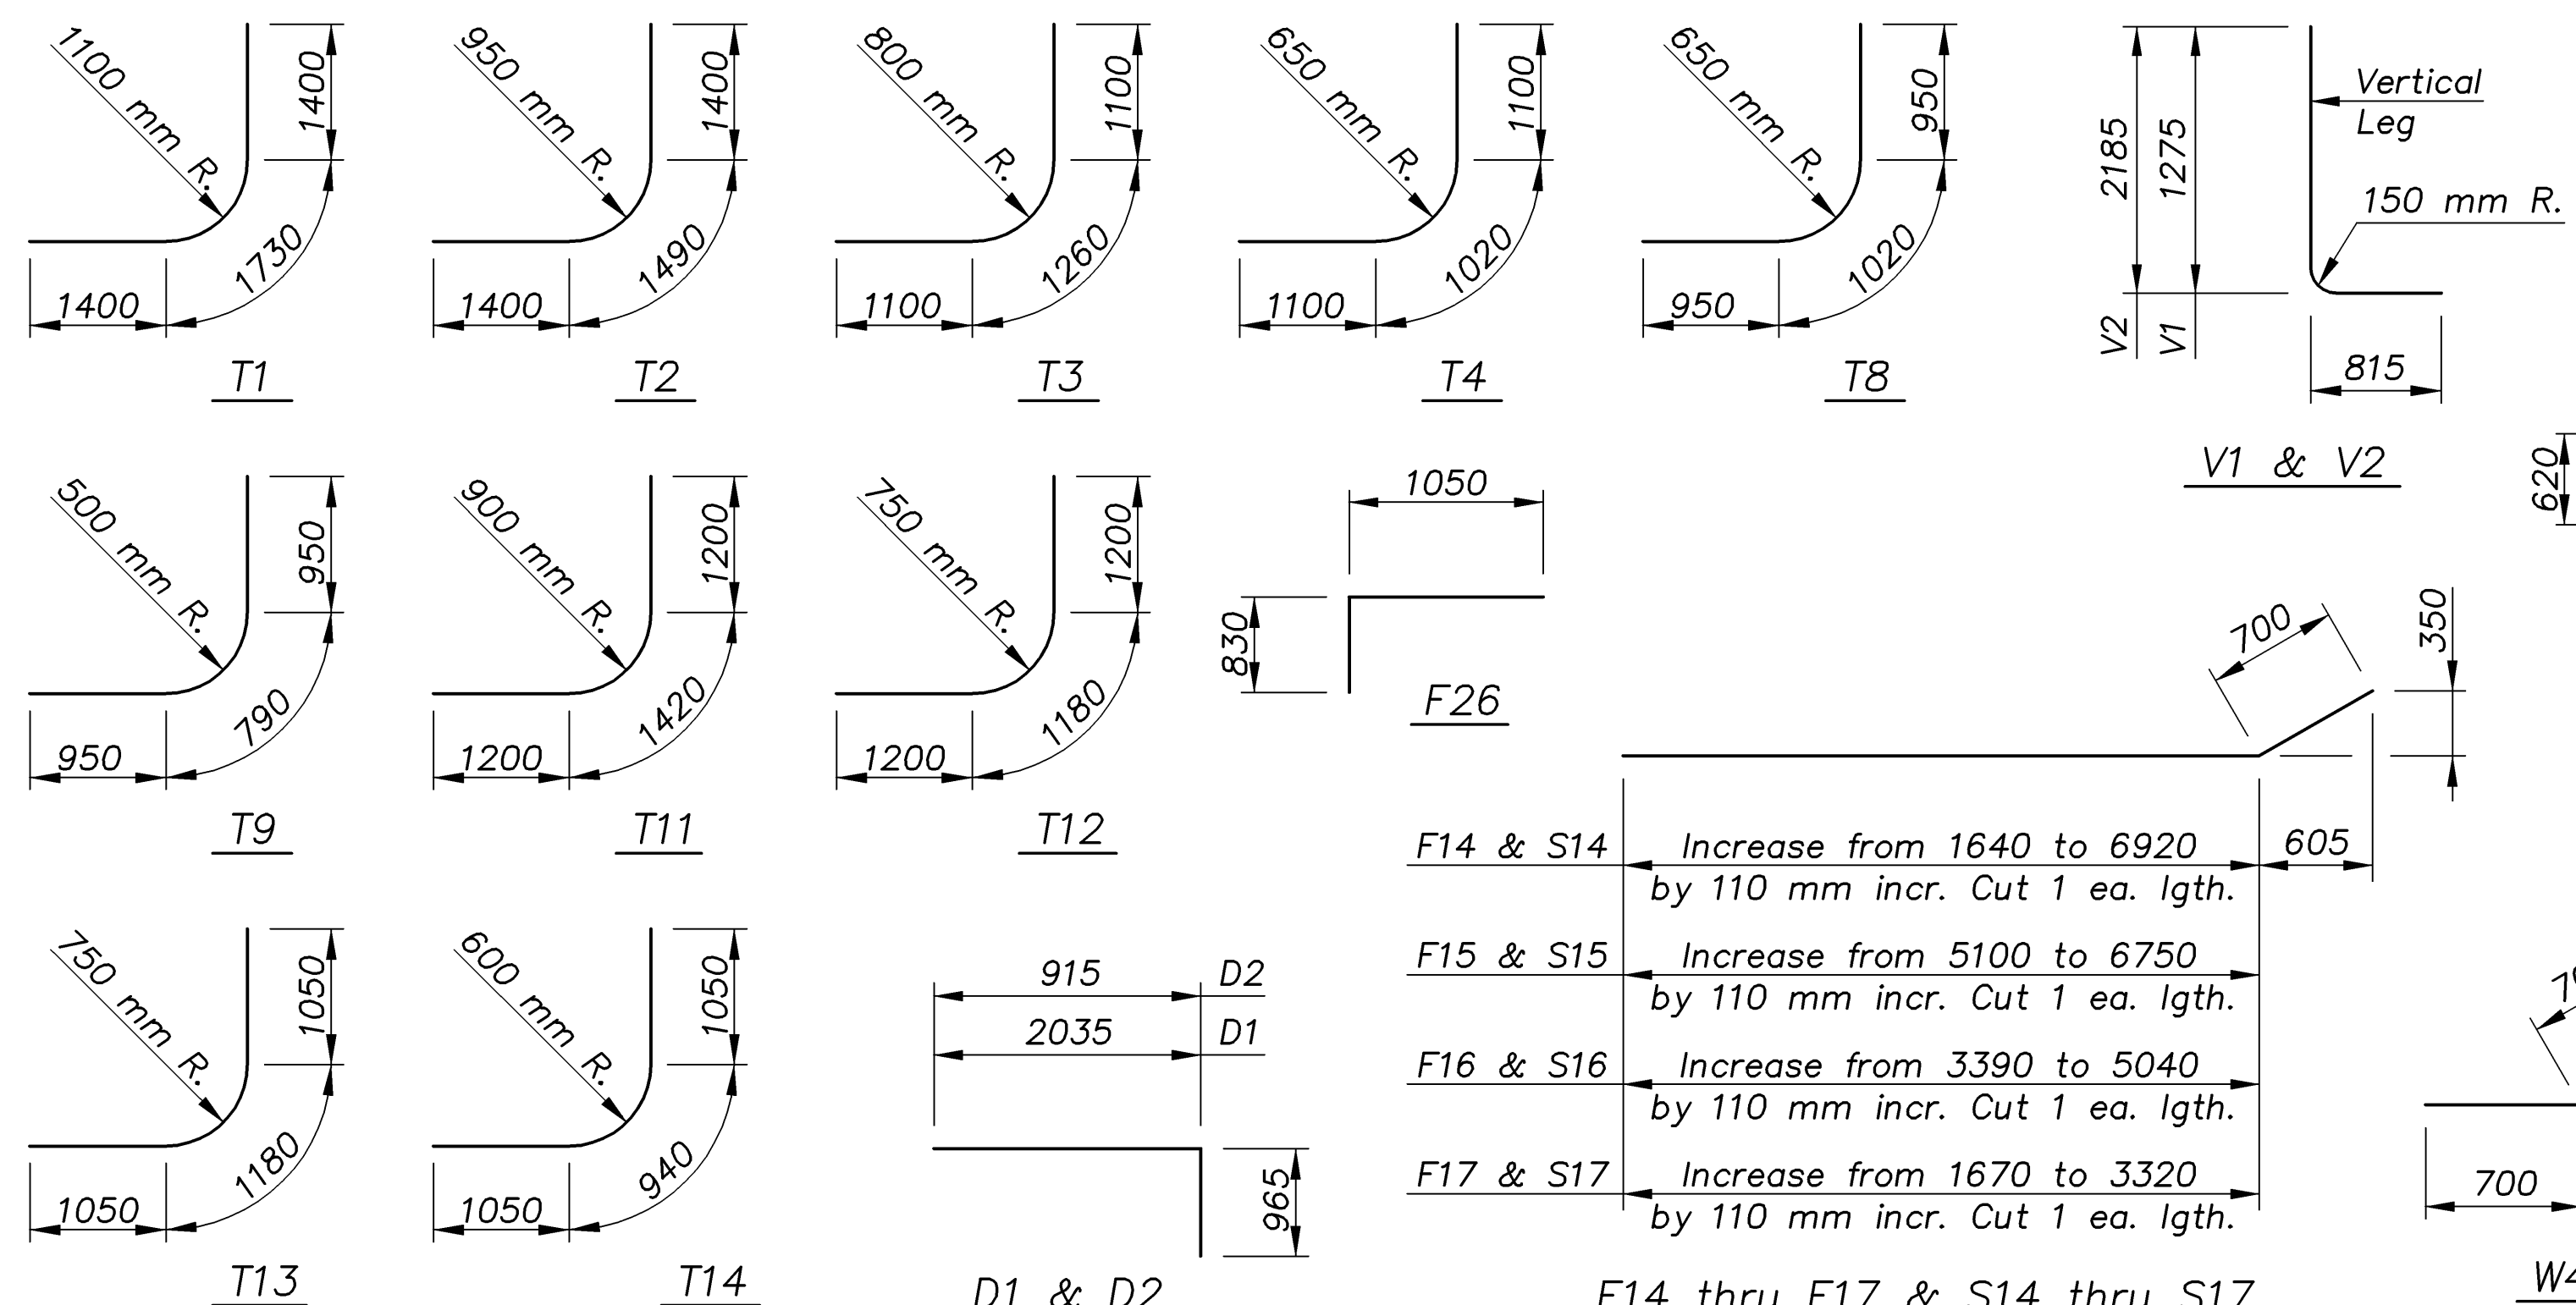 1100 mm R.
1400
1730
1400
T1
950 mm R.
1400
1490
1400
T2
800 mm R.
1100
1260
1100
T3
650 mm R.
1100
1020
1100
T4
650 mm R.
950
1020
950
T8
2185
1275
V2
V1
Vertical
Leg
150 mm R.
815
V1 & V2
620
500 mm R.
950
790
950
T9
900 mm R.
1200
1420
1200
T11
750 mm R.
1200
1180
1200
T12
1050
830
F26
700
350
605
F14 & S14
Increase from 1640 to 6920
by 110 mm incr. Cut 1 ea. lgth.
F15 & S15
Increase from 5100 to 6750
by 110 mm incr. Cut 1 ea. lgth.
F16 & S16
Increase from 3390 to 5040
by 110 mm incr. Cut 1 ea. lgth.
F17 & S17
Increase from 1670 to 3320
by 110 mm incr. Cut 1 ea. lgth.
F14 thru F17 & S14 thru S17
750 mm R.
1050
1180
1050
T13
600 mm R.
1050
940
1050
T14
915 D2
2035 D1
965
D1 & D2
700